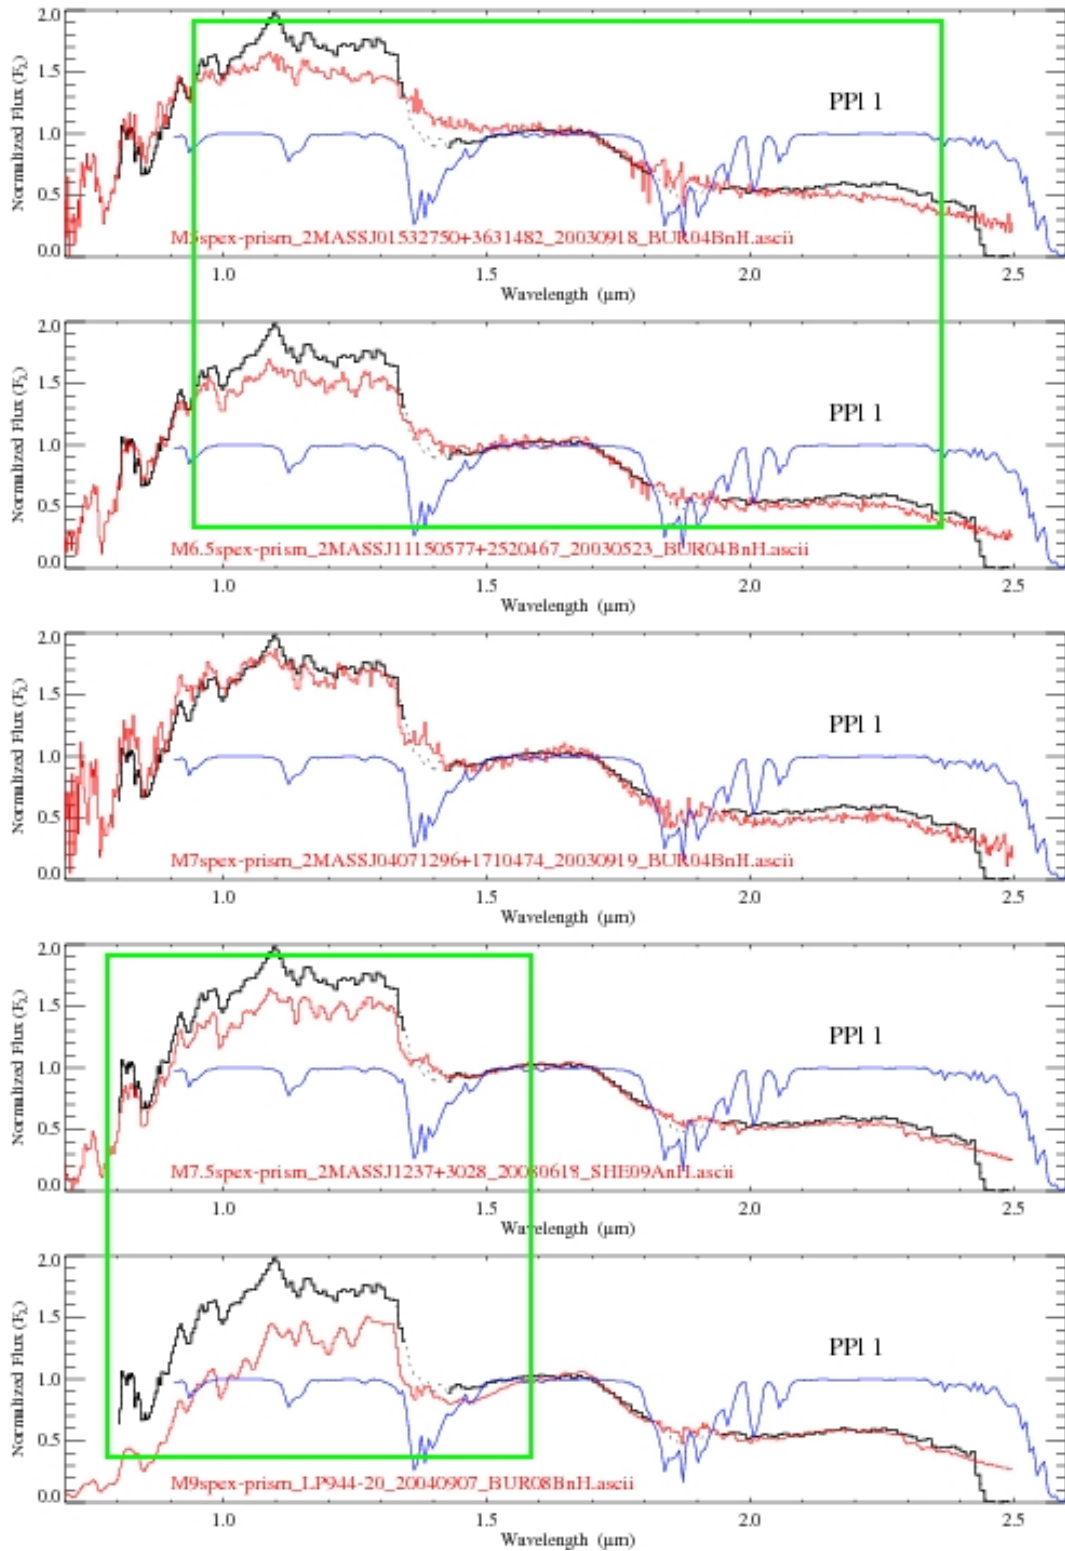 2.0
1.5
1.0
0.5
0.0
Normalized Flux (Fλ)
PPl 1
M5spex-prism_2MASSJ01532750+3631482_20030918_BUR04BnH.ascii
1.0 1.5 2.0 2.5
Wavelength (μm)
2.0
1.5
1.0
0.5
0.0
Normalized Flux (Fλ)
PPl 1
M6.5spex-prism_2MASSJ11150577+2520467_20030523_BUR04BnH.ascii
1.0 1.5 2.0 2.5
Wavelength (μm)
2.0
1.5
1.0
0.5
0.0
Normalized Flux (Fλ)
PPl 1
M7spex-prism_2MASSJ04071296+1710474_20030919_BUR04BnH.ascii
1.0 1.5 2.0 2.5
Wavelength (μm)
2.0
1.5
1.0
0.5
0.0
Normalized Flux (Fλ)
PPl 1
M7.5spex-prism_2MASSJ1237+3028_20080618_SHE09AnH.ascii
1.0 1.5 2.0 2.5
Wavelength (μm)
2.0
1.5
1.0
0.5
0.0
Normalized Flux (Fλ)
PPl 1
M9spex-prism_LP944-20_20040907_BUR08BnH.ascii
1.0 1.5 2.0 2.5
Wavelength (μm)